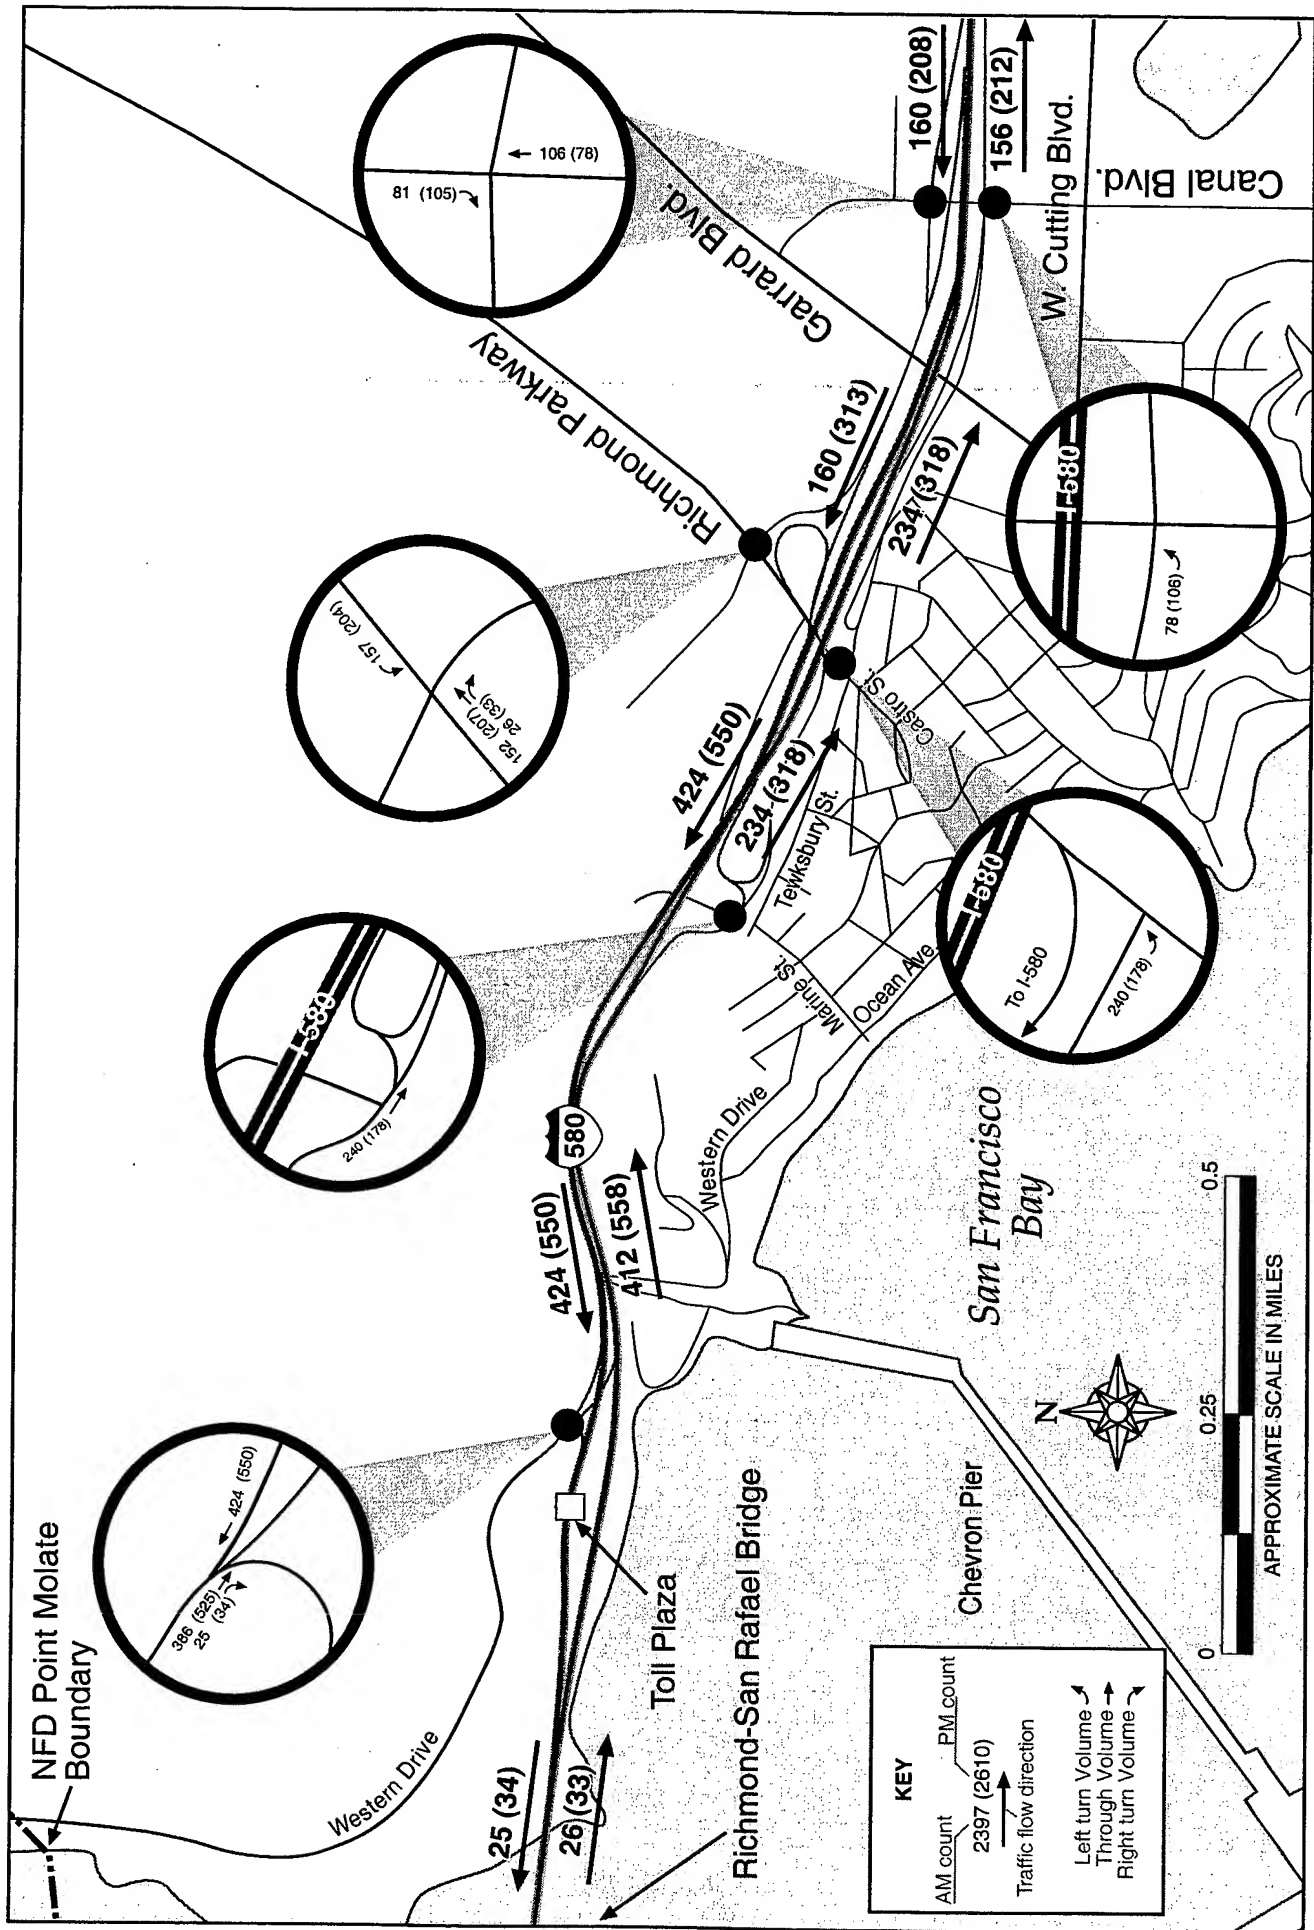 NFD Point Molate
Boundary
386 (525)
25 (34)
424 (550)
Western Drive
25 (34)
26 (33)
Toll Plaza
Richmond-San Rafael Bridge
424 (550)
412 (558)
580
I-580
240 (178)
Western Drive
Marine St.
Ocean Ave
Tewksbury St.
Castro St.
424 (550)
234 (318)
157 (204)
152 (207)
26 (33)
Richmond Parkway
160 (313)
234 (318)
Garrard Blvd.
81 (105)
106 (78)
160 (208)
156 (212)
W. Cutting Blvd.
Canal Blvd.
I-580
78 (106)
I-580
To I-580
240 (178)
San Francisco
Bay
Chevron Pier
N
0
0.25
0.5
APPROXIMATE SCALE IN MILES
KEY
AM count
PM count
2397 (2610)
Traffic flow direction
Left turn Volume
Through Volume
Right turn Volume